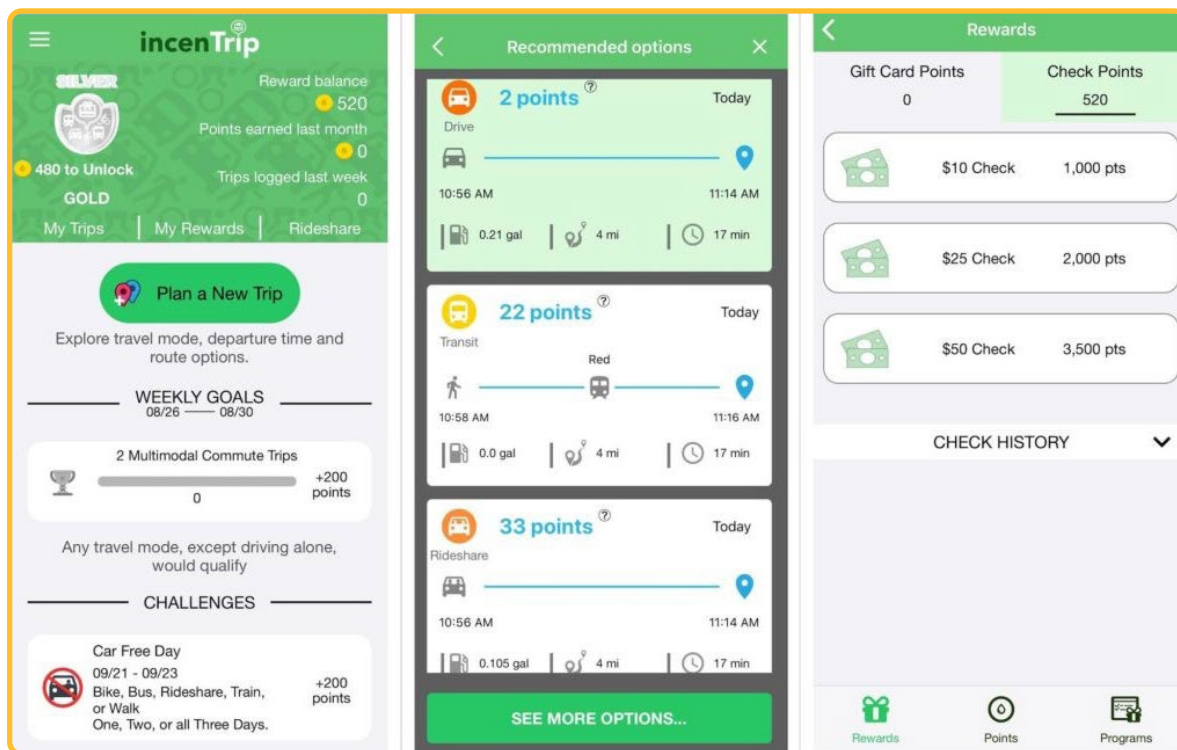 incenTrip
SILVER
Reward balance
520
Points earned last month
0
480 to Unlock
GOLD
Trips logged last week
0
My Trips | My Rewards | Rideshare
Plan a New Trip
Explore travel mode, departure time and
route options.
WEEKLY GOALS
08/26 —— 08/30
2 Multimodal Commute Trips
0
+200
points
Any travel mode, except driving alone,
would qualify
CHALLENGES
Car Free Day
09/21 - 09/23
Bike, Bus, Rideshare, Train,
or Walk
One, Two, or all Three Days.
+200
points
Recommended options
2 points ? Today
Drive
10:56 AM 11:14 AM
0.21 gal 4 mi 17 min
22 points ? Today
Transit
Red
10:58 AM 11:16 AM
0.0 gal 4 mi 17 min
33 points ? Today
Rideshare
10:56 AM 11:14 AM
0.105 gal 4 mi 17 min
SEE MORE OPTIONS...
Rewards
Gift Card Points Check Points
0 520
$10 Check 1,000 pts
$25 Check 2,000 pts
$50 Check 3,500 pts
CHECK HISTORY
Rewards Points Programs